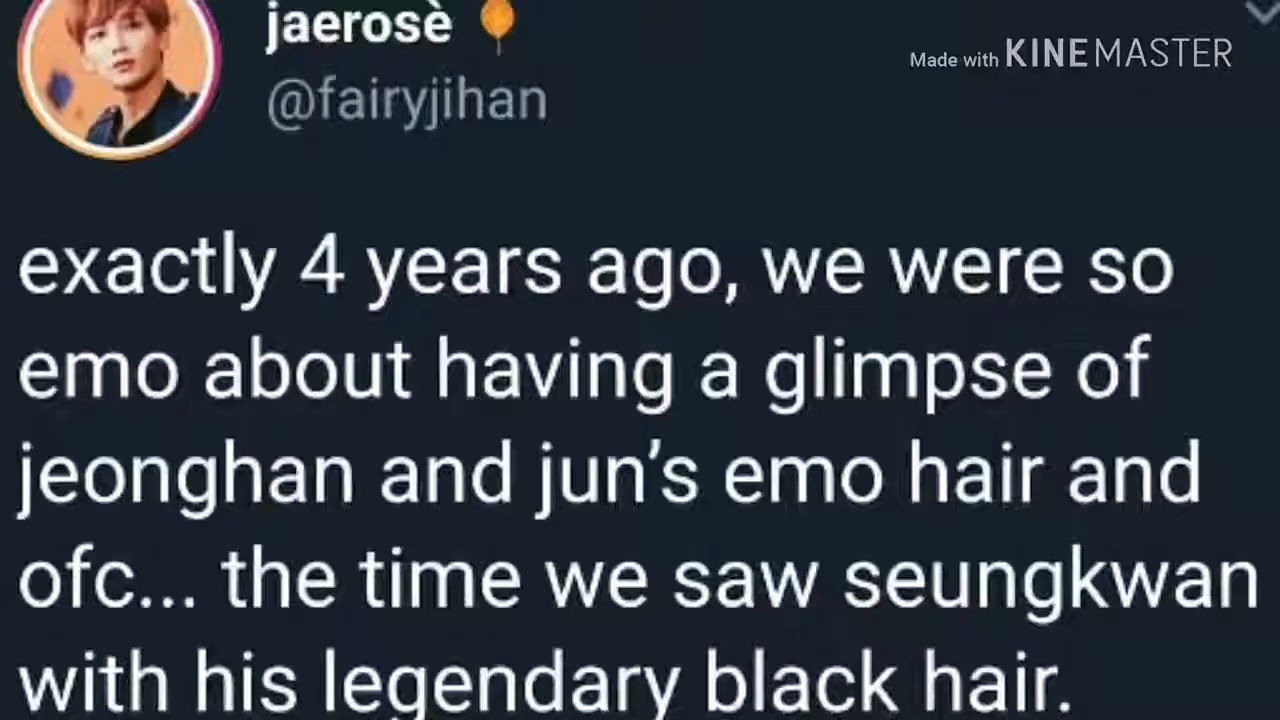 jaerosè
Made with KINEMASTER
@fairyjihan
exactly 4 years ago, we were so
emo about having a glimpse of
jeonghan and jun’s emo hair and
ofc... the time we saw seungkwan
with his legendary black hair.